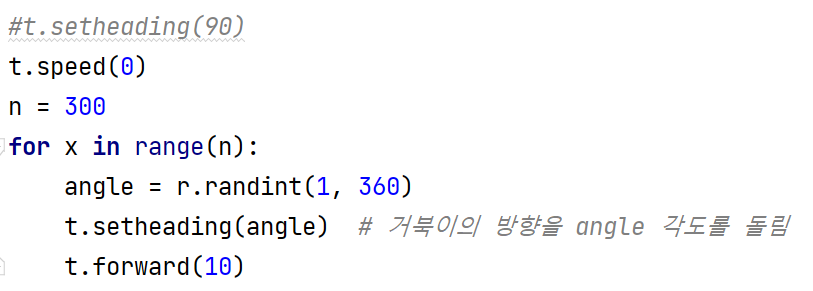 #t.setheading(90)
t.speed(0)
n = 300
for x in range(n):
    angle = r.randint(1, 360)
    t.setheading(angle)  # 거북이의 방향을 angle 각도롤 돌림
    t.forward(10)